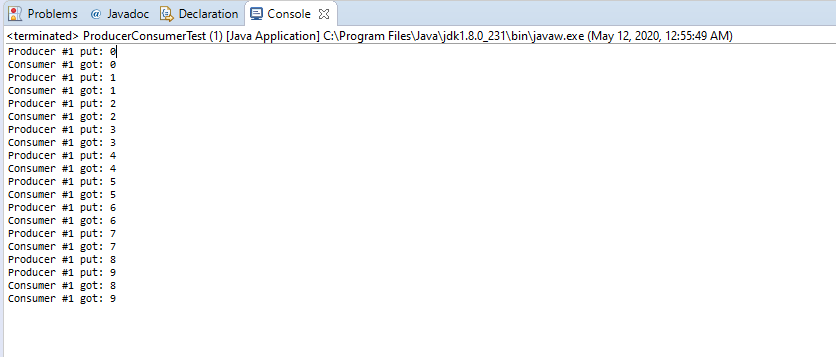 Problems @ Javadoc Declaration Console
<terminated> ProducerConsumerTest (1) [Java Application] C:\Program Files\Java\jdk1.8.0_231\bin\javaw.exe (May 12, 2020, 12:55:49 AM)
Producer #1 put: 0
Consumer #1 got: 0
Producer #1 put: 1
Consumer #1 got: 1
Producer #1 put: 2
Consumer #1 got: 2
Producer #1 put: 3
Consumer #1 got: 3
Producer #1 put: 4
Consumer #1 got: 4
Producer #1 put: 5
Consumer #1 got: 5
Producer #1 put: 6
Consumer #1 got: 6
Producer #1 put: 7
Consumer #1 got: 7
Producer #1 put: 8
Producer #1 put: 9
Consumer #1 got: 8
Consumer #1 got: 9